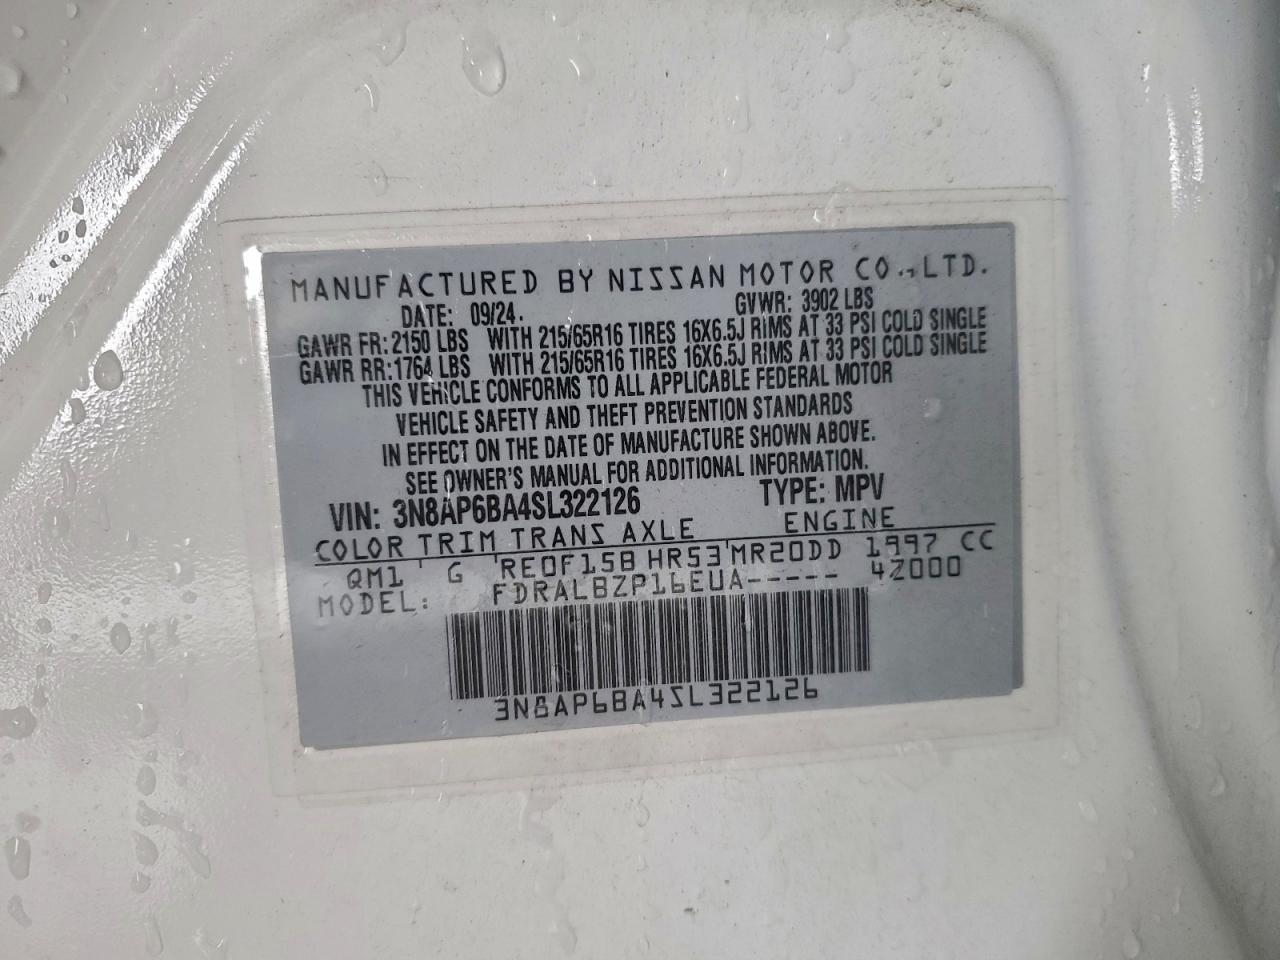 MANUFACTURED BY NISSAN MOTOR CO., LTD.
DATE: 09/24. GVWR: 3902 LBS
GAWR FR: 2150 LBS WITH 215/65R16 TIRES 16X6.5J RIMS AT 33 PSI COLD SINGLE
GAWR RR: 1764 LBS WITH 215/65R16 TIRES 16X6.5J RIMS AT 33 PSI COLD SINGLE
THIS VEHICLE CONFORMS TO ALL APPLICABLE FEDERAL MOTOR
VEHICLE SAFETY AND THEFT PREVENTION STANDARDS
IN EFFECT ON THE DATE OF MANUFACTURE SHOWN ABOVE.
SEE OWNER'S MANUAL FOR ADDITIONAL INFORMATION.
VIN: 3N8AP6BA4SL322126 TYPE: MPV
COLOR TRIM TRANS AXLE ENGINE
QM1 G RE0F15B HR53 MR20DD 1997 CC
MODEL: FDRALBZP16EUA----- 4Z000
3N8AP6BA4SL322126